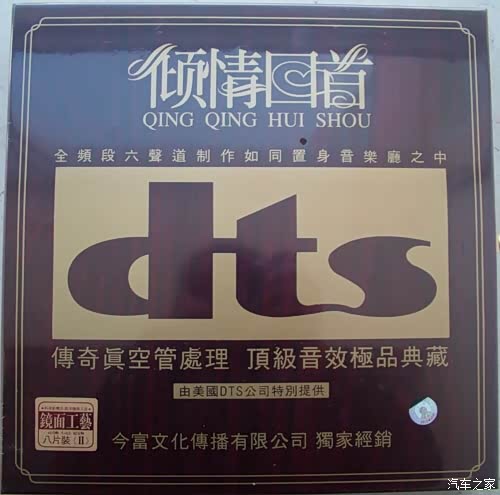 倾情回首
QING QING HUI SHOU
全頻段六聲道制作如同置身音樂廳之中
dts
傳奇眞空管處理 頂級音效極品典藏
由美國DTS公司特別提供
鏡面工藝
八片裝《II》
今富文化傳播有限公司 獨家經銷
汽车之家